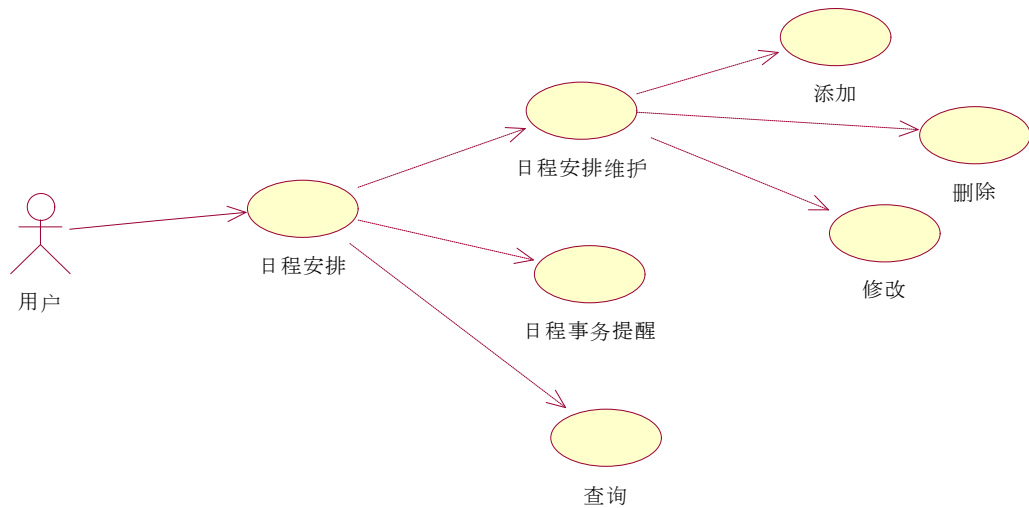 添加
日程安排维护
删除
日程安排
用户
修改
日程事务提醒
查询